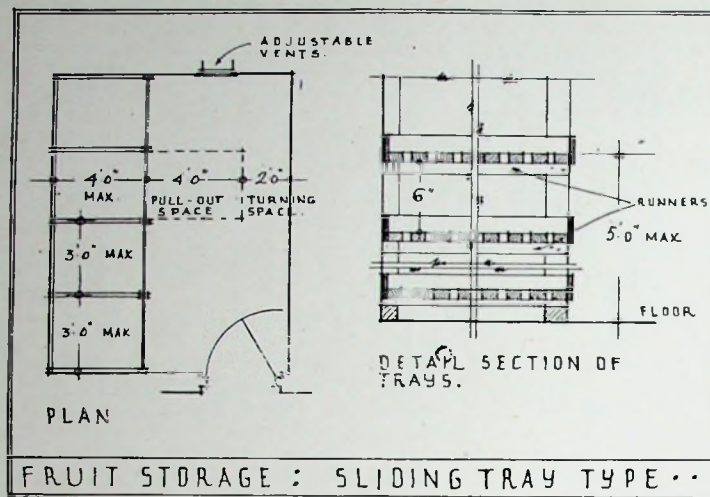 ADJUSTABLE
VENTS.
4'0"
MAX
4'0"
PULL-OUT
SPACE
2'0"
TURNING
SPACE.
3'0" MAX
3'0" MAX
PLAN
6"
RUNNERS
5'0" MAX
FLOOR
DETAIL SECTION OF
TRAYS.
FRUIT STORAGE : SLIDING TRAY TYPE ··